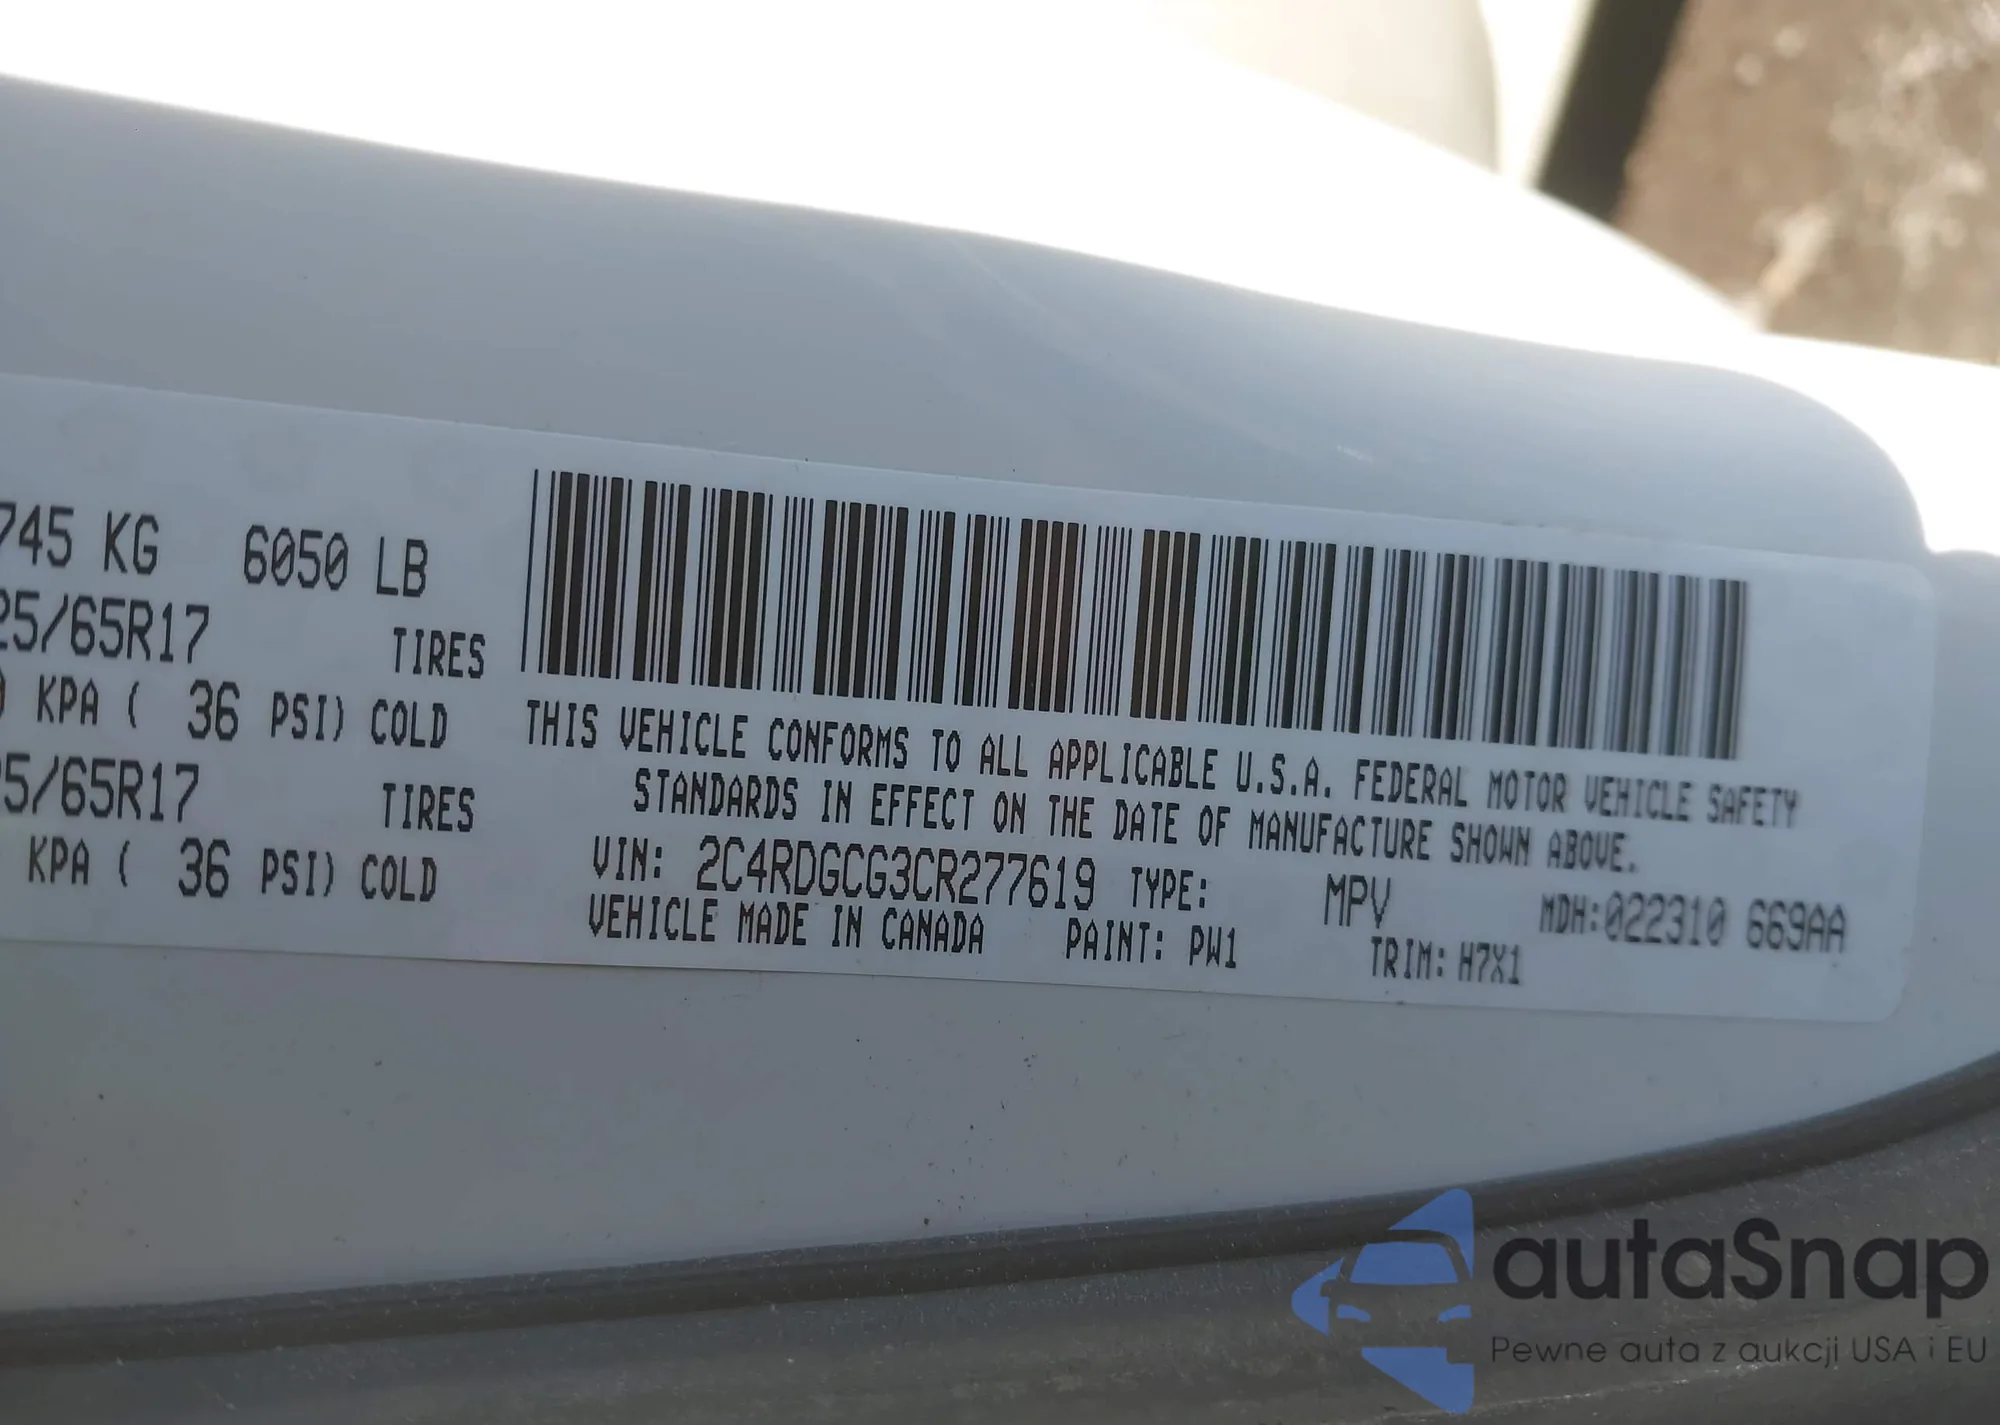 745 KG 6050 LB
25/65R17 TIRES
KPA ( 36 PSI) COLD
5/65R17 TIRES
KPA ( 36 PSI) COLD
THIS VEHICLE CONFORMS TO ALL APPLICABLE U.S.A. FEDERAL MOTOR VEHICLE SAFETY
STANDARDS IN EFFECT ON THE DATE OF MANUFACTURE SHOWN ABOVE.
VIN: 2C4RDGCG3CR277619 TYPE: MPV MDH:022310 669AA
VEHICLE MADE IN CANADA PAINT: PW1 TRIM: H7X1
autaSnap
Pewne auta z aukcji USA i EU